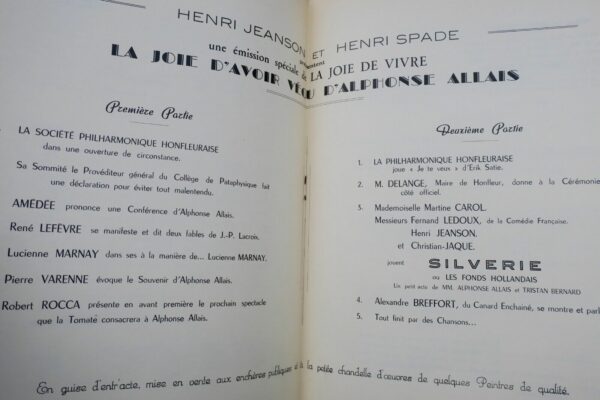 HENRI JEANSON ET HENRI SPADE
présentent
une émission spéciale de LA JOIE DE VIVRE
LA JOIE D'AVOIR VÉCU D'ALPHONSE ALLAIS
Première Partie
LA SOCIÉTÉ PHILHARMONIQUE HONFLEURAISE
dans une ouverture de circonstance.
Sa Sommité le Provéditeur général du Collège de Pataphysique fait
une déclaration pour éviter tout malentendu.
AMÉDÉE prononce une Conférence d'Alphonse Allais.
René LEFÈVRE se manifeste et dit deux fables de J.-P. Lacroix.
Lucienne MARNAY dans ses à la manière de... Lucienne MARNAY.
Pierre VARENNE évoque le Souvenir d'Alphonse Allais.
Robert ROCCA présente en avant première le prochain spectacle
que la Tomate consacrera à Alphonse Allais.
Deuxième Partie
1. LA PHILHARMONIQUE HONFLEURAISE
joue « Je te veux » d'Erik Satie.
2. M. DELANGE, Maire de Honfleur, donne à la Cérémonie
côté officiel.
3. Mademoiselle Martine CAROL.
Messieurs Fernand LEDOUX, de la Comédie Française.
Henri JEANSON.
et Christian-JAQUE.
jouent SILVERIE
ou LES FONDS HOLLANDAIS
Un petit acte de MM. ALPHONSE ALLAIS et TRISTAN BERNARD
4. Alexandre BREFFORT, du Canard Enchainé, se montre et parl
5. Tout finit par des Chansons...
En guise d'entr'acte, mise en vente aux enchères publiques et à la petite chandelle d'œuvres de quelques Peintres de qualité.